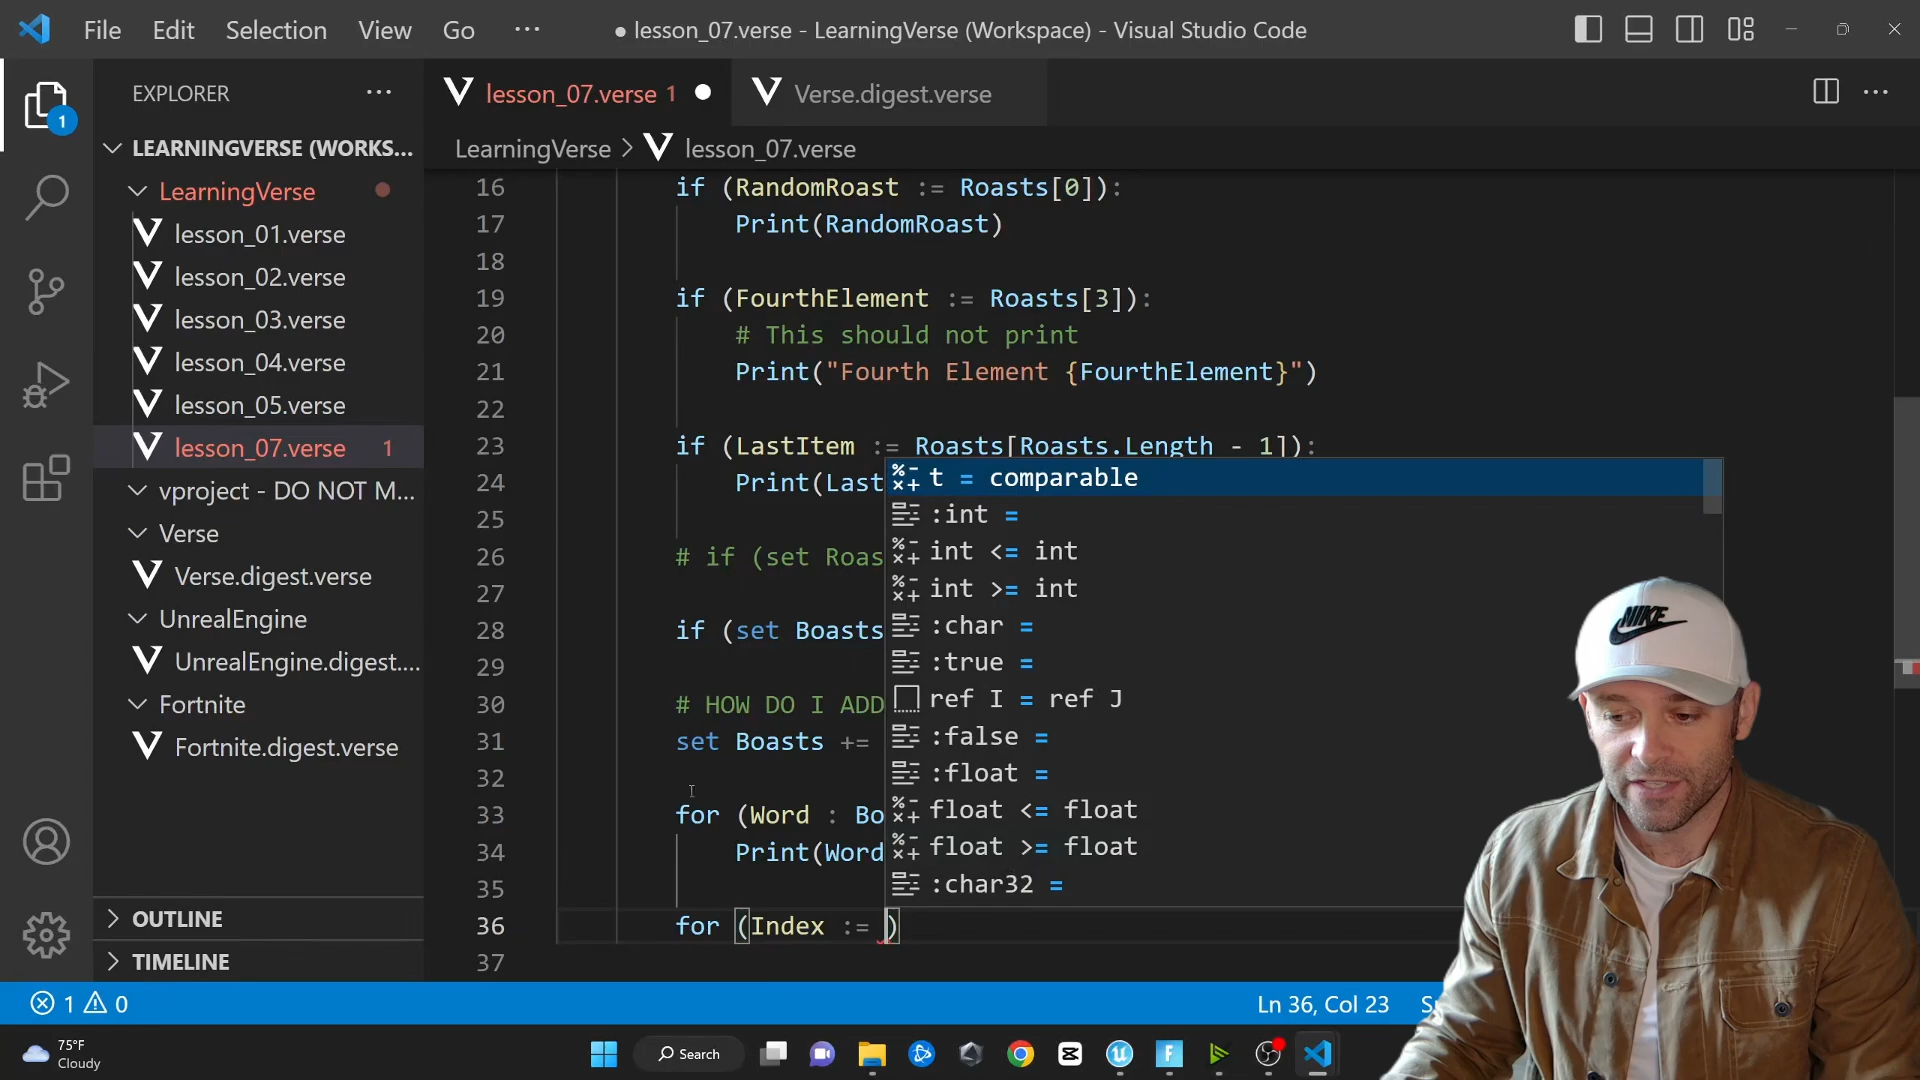 File Edit Selection View Go ··· ● lesson_07.verse - LearningVerse (Workspace) - Visual Studio Code
EXPLORER ···
lesson_07.verse 1 ●
Verse.digest.verse
LearningVerse > lesson_07.verse
1
LEARNINGVERSE (WORKS...
LearningVerse
lesson_01.verse
lesson_02.verse
lesson_03.verse
lesson_04.verse
lesson_05.verse
lesson_07.verse 1
vproject - DO NOT M...
Verse
Verse.digest.verse
UnrealEngine
UnrealEngine.digest....
Fortnite
Fortnite.digest.verse
OUTLINE
TIMELINE
16 if (RandomRoast := Roasts[0]):
17 Print(RandomRoast)
18
19 if (FourthElement := Roasts[3]):
20 # This should not print
21 Print("Fourth Element {FourthElement}")
22
23 if (LastItem := Roasts[Roasts.Length - 1]):
24 Print(Last
25
26 # if (set Roas
27
28 if (set Boasts
29
30 # HOW DO I ADD
31 set Boasts +=
32
33 for (Word : Bo
34 Print(Word
35
36 for (Index := )
37
t = comparable
:int =
int <= int
int >= int
:char =
:true =
ref I = ref J
:false =
:float =
float <= float
float >= float
:char32 =
NIKE
1 0
Ln 36, Col 23
75°F
Cloudy
Search